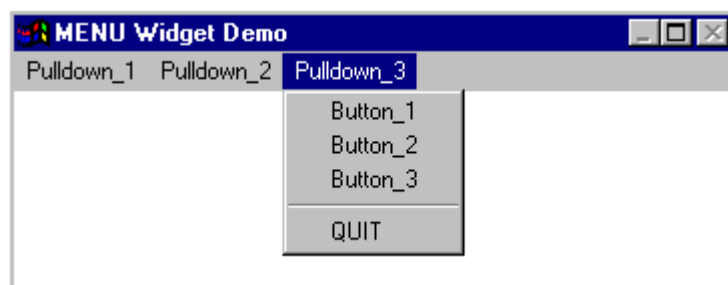 MENU Widget Demo
Pulldown_1 Pulldown_2 Pulldown_3
Button_1
Button_2
Button_3
QUIT